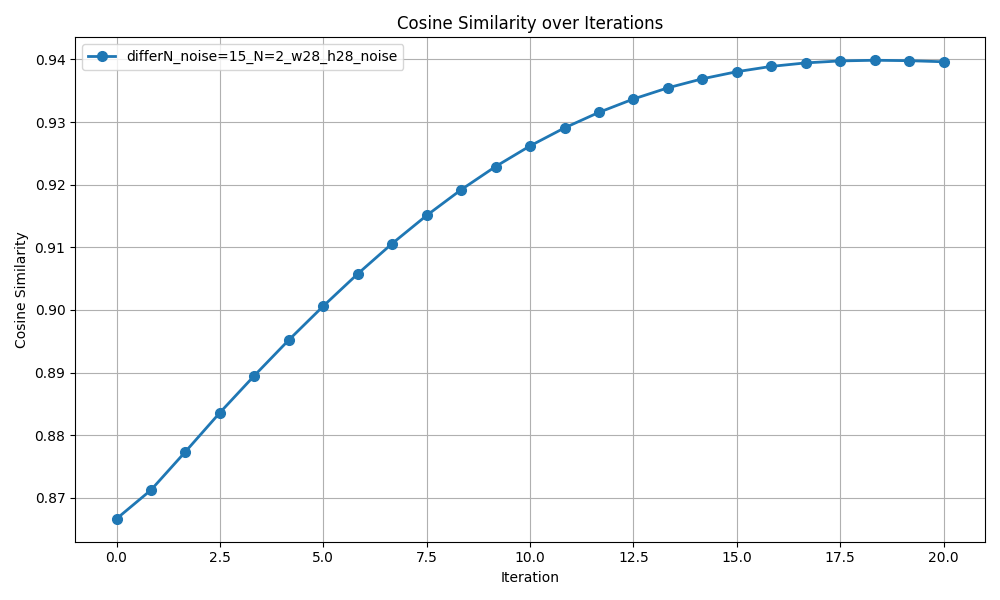 Cosine Similarity over Iterations
differN_noise=15_N=2_w28_h28_noise
Cosine Similarity
0.94
0.93
0.92
0.91
0.90
0.89
0.88
0.87
0.0 2.5 5.0 7.5 10.0 12.5 15.0 17.5 20.0
Iteration